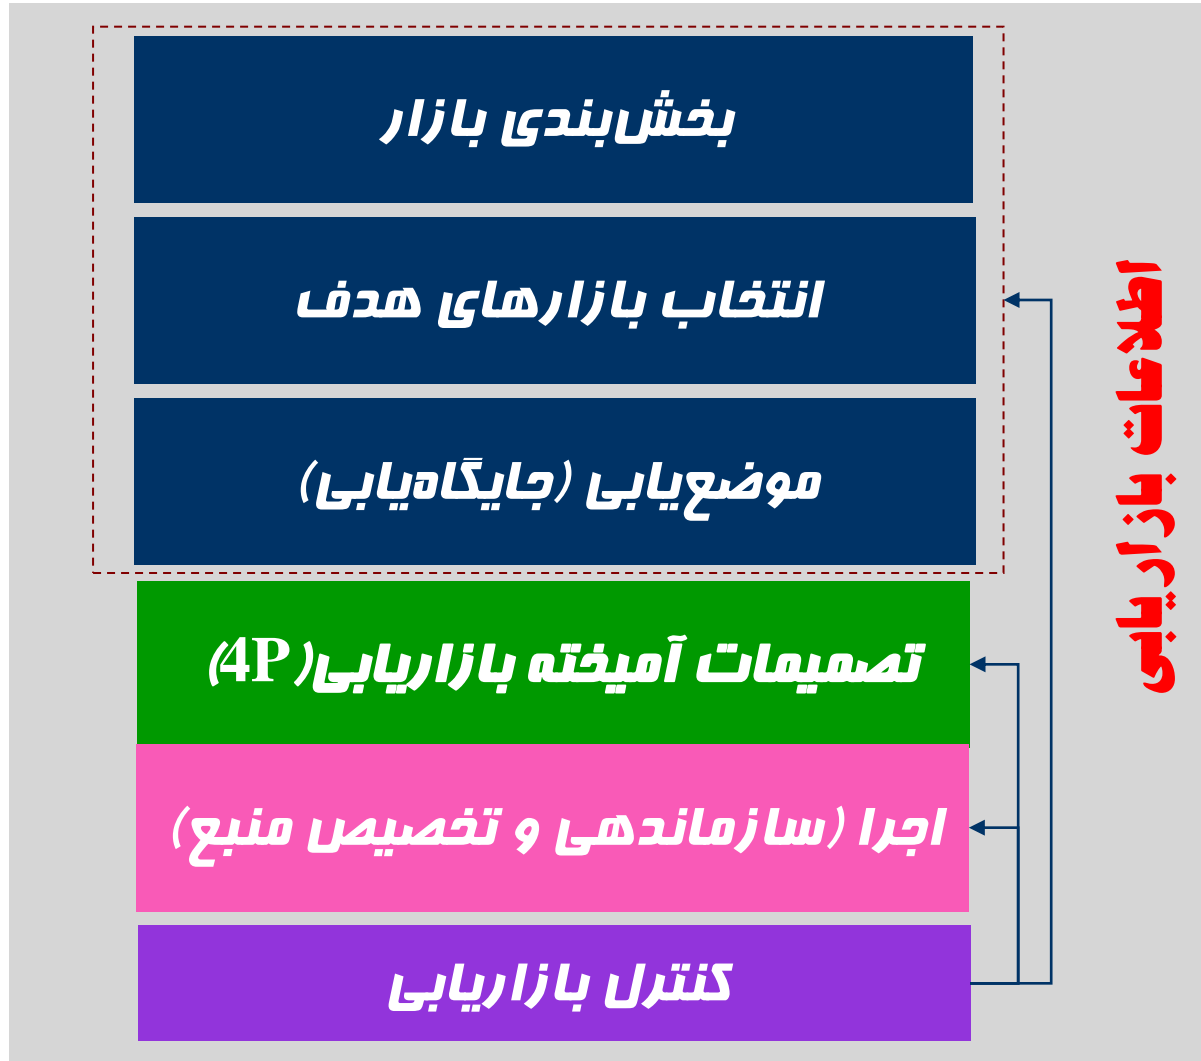 بخش‌بندی بازار
انتخاب بازارهای هدف
موضع‌یابی (جایگاه‌یابی)
تصمیمات آمیخته بازاریابی(4P)
اجرا (سازماندهی و تخصیص منبع)
کنترل بازاریابی
اطلاعات بازاریابی